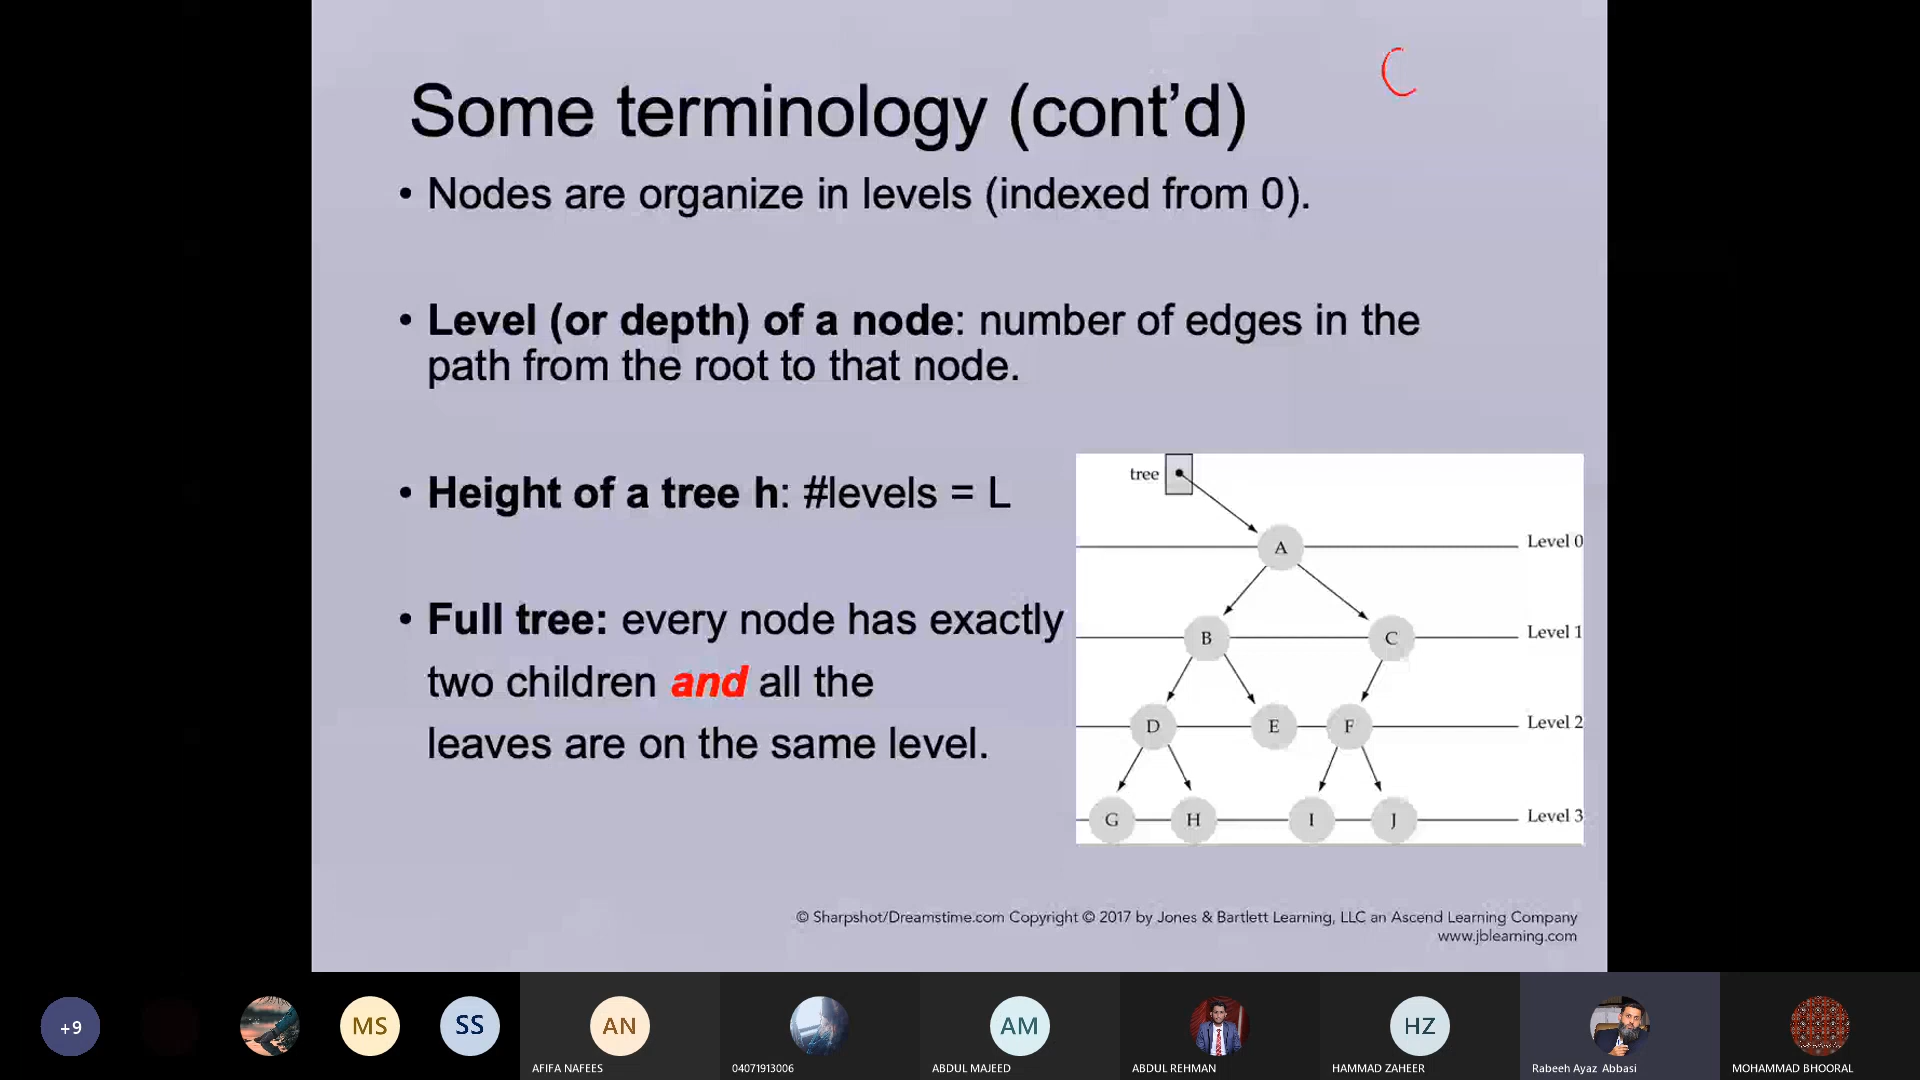 Some terminology (cont’d)
• Nodes are organize in levels (indexed from 0).
• Level (or depth) of a node: number of edges in the
path from the root to that node.
• Height of a tree h: #levels = L
• Full tree: every node has exactly
two children and all the
leaves are on the same level.
tree
A
Level 0
B
C
Level 1
D
E
F
Level 2
G
H
I
J
Level 3
© Sharpshot/Dreamstime.com Copyright © 2017 by Jones & Bartlett Learning, LLC an Ascend Learning Company
www.jblearning.com
+9
MS
SS
AN
AM
HZ
AFIFA NAFEES
04071913006
ABDUL MAJEED
ABDUL REHMAN
HAMMAD ZAHEER
Rabeeh Ayaz Abbasi
MOHAMMAD BHOORAL